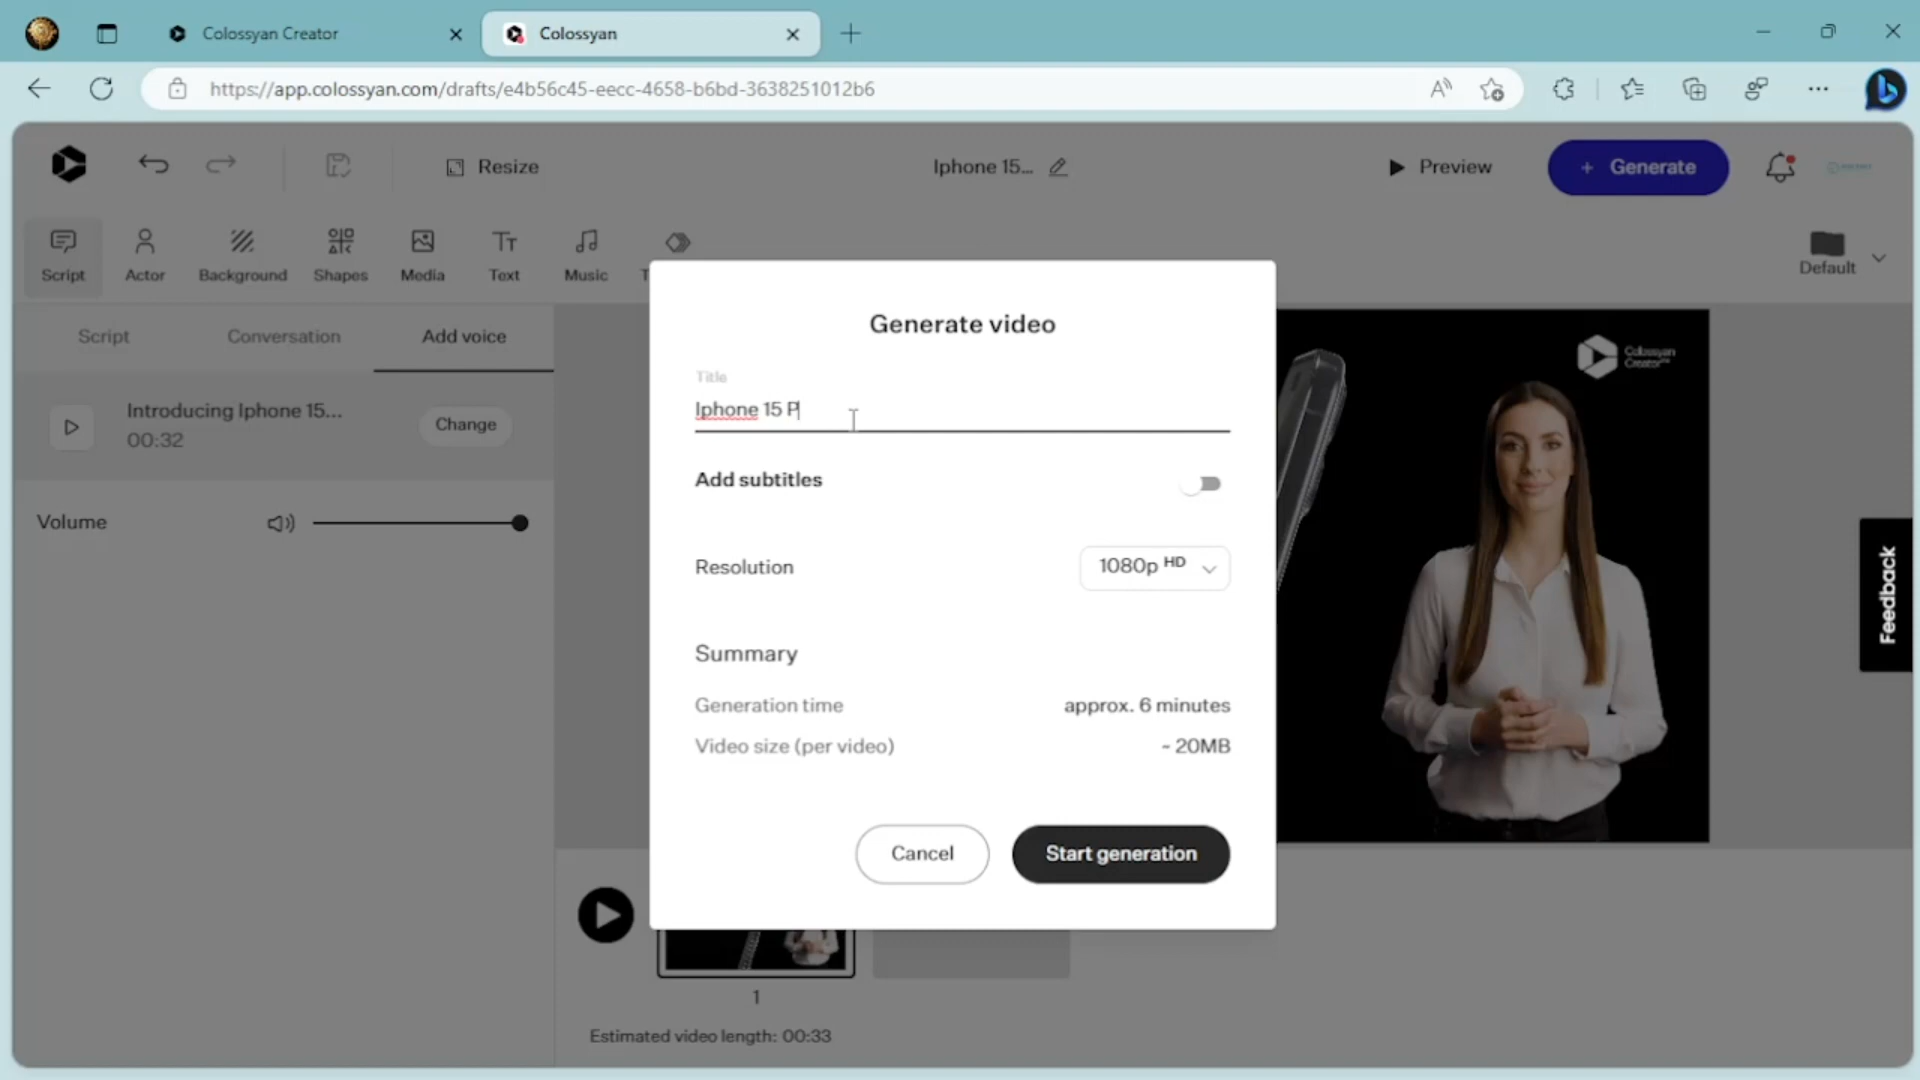 Colossyan Creator
Colossyan
https://app.colossyan.com/drafts/e4b56c45-eecc-4658-b6bd-3638251012b6
Resize
Iphone 15...
Preview
+ Generate
Script
Actor
Background
Shapes
Media
Text
Music
T
Default
Script
Conversation
Add voice
Introducing Iphone 15...
00:32
Change
Volume
Generate video
Title
Iphone 15 P
Add subtitles
Resolution
1080p HD
Summary
Generation time
approx. 6 minutes
Video size (per video)
~ 20MB
Cancel
Start generation
Colossyan
Creator™
Feedback
1
Estimated video length: 00:33